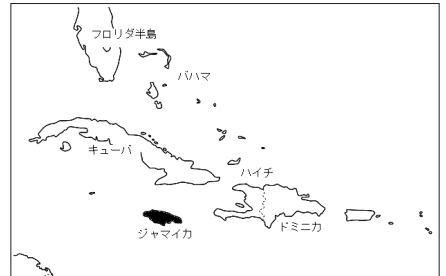 フロリダ半島
バハマ
キューバ
ハイチ
ドミニカ
ジャマイカ